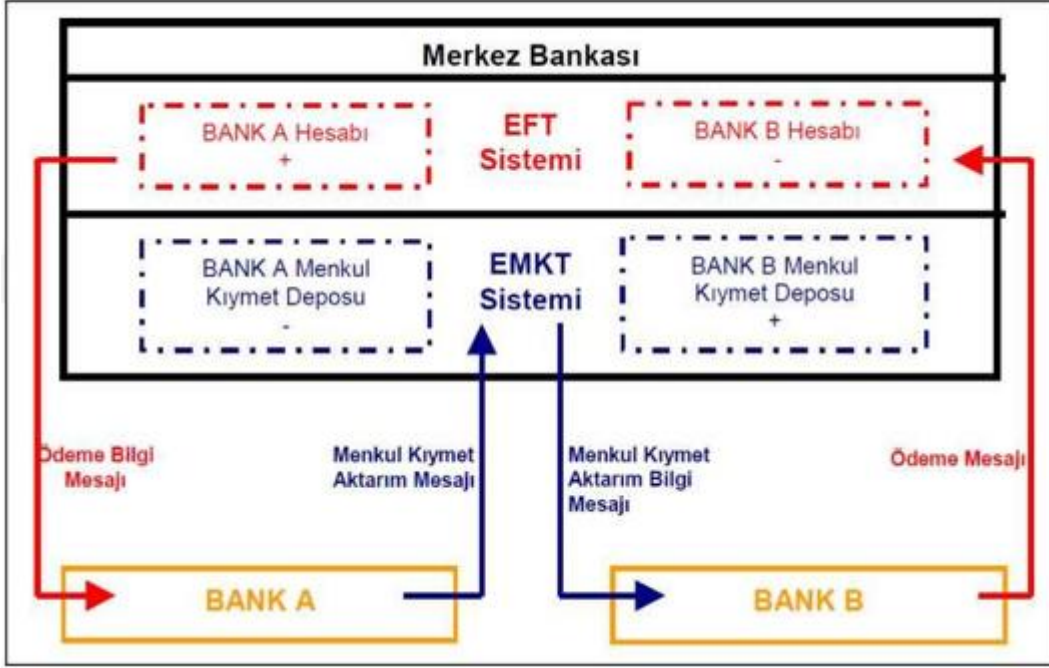 Merkez Bankası
BANK A Hesabı
+
EFT
Sistemi
BANK B Hesabı
-
BANK A Menkul
Kıymet Deposu
-
EMKT
Sistemi
BANK B Menkul
Kıymet Deposu
+
Ödeme Bilgi
Mesajı
Menkul Kıymet
Aktarım Mesajı
Menkul Kıymet
Aktarım Bilgi
Mesajı
Ödeme Mesajı
BANK A
BANK B